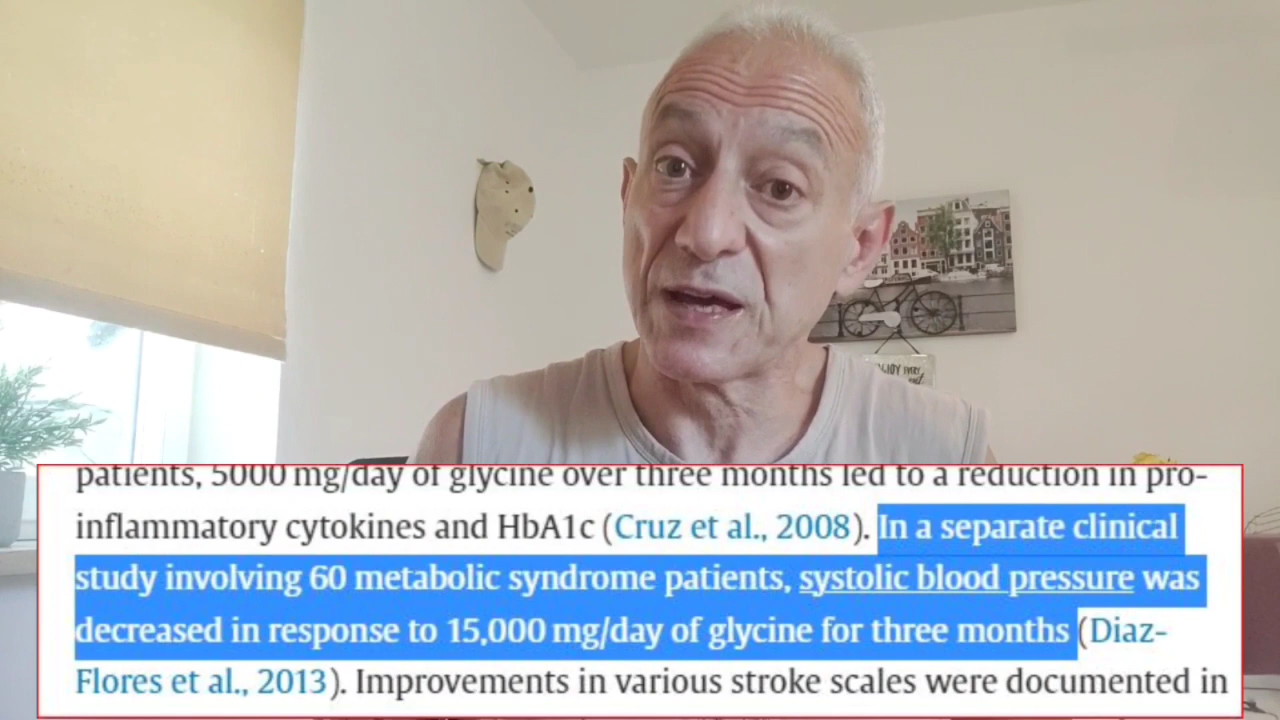 ENJOY EVERY
patients, 5000 mg/day of glycine over three months led to a reduction in pro-
inflammatory cytokines and HbA1c (Cruz et al., 2008). In a separate clinical
study involving 60 metabolic syndrome patients, systolic blood pressure was
decreased in response to 15,000 mg/day of glycine for three months (Diaz-
Flores et al., 2013). Improvements in various stroke scales were documented in